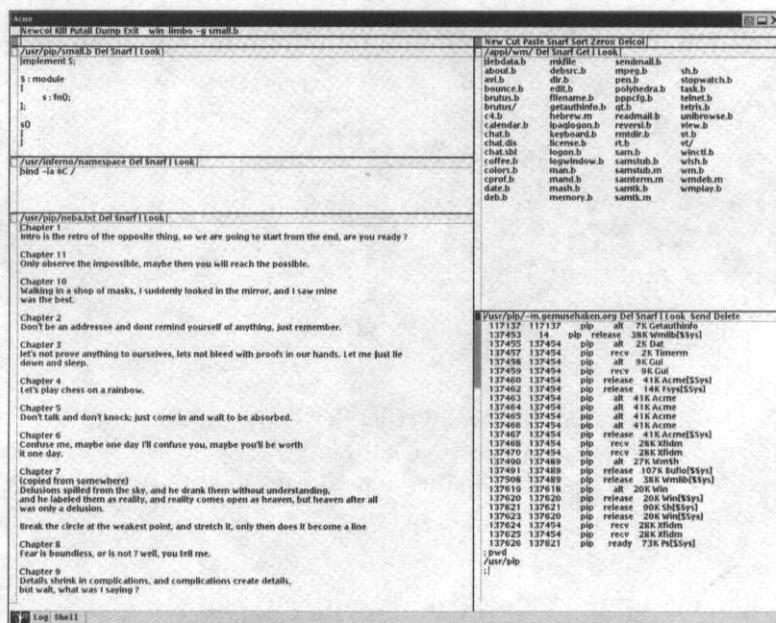 Acme
Newcol Kill Putall Dump Exit win limbo -g small.b
/usr/pip/small.b Del Snarf | Look |
implement S;
S : module
{
s : fn();
};
s()
{
}
/usr/inferno/namespace Del Snarf | Look |
bind -ia #C /
/usr/pip/neba.txt Del Snarf | Look |
Chapter 1
Intro is the retro of the opposite thing, so we are going to start from the end, are you ready ?
Chapter 11
Only observe the impossible, maybe then you will reach the possible.
Chapter 10
Walking in a shop of masks, I suddenly looked in the mirror, and I saw mine
was the best.
Chapter 2
Don't be an addressee and dont remind yourself of anything, just remember.
Chapter 3
let's not prove anything to ourselves, lets not bleed with proofs in our hands. Let me just lie
down and sleep.
Chapter 4
Let's play chess on a rainbow.
Chapter 5
Don't talk and don't knock; just come in and wait to be absorbed.
Chapter 6
Confuse me, maybe one day I'll confuse you, maybe you'll be worth
it one day.
Chapter 7
(copied from somewhere)
Delusions spilled from the sky, and he drank them without understanding,
and he labeled them as reality, and reality comes open as heaven, but heaven after all
was only a delusion.
Break the circle at the weakest point, and stretch it, only then does it become a line
Chapter 8
Fear is boundless, or is not ? well, you tell me.
Chapter 9
Details shrink in complications, and complications create details,
but wait, what was I saying ?
New Cut Paste Snarf Sort Zerox Delcol
/appl/wm/ Del Snarf Get | Look |
debdata.b mkfile sendmail.b
about.b debsrc.b mpeg.b sh.b
avi.b dir.b pen.b stopwatch.b
bounce.b edit.b polyhedra.b task.b
brutus.b filename.b pppcfg.b telnet.b
brutus/ getauthinfo.b qt.b tetris.b
c4.b hebrew.m readmail.b unibrowse.b
calendar.b ipaqlogon.b reversi.b view.b
chat.b keyboard.b rmtdir.b vt.b
chat.dis license.b rt.b vt/
chat.sbl logon.b sam.b winctl.b
coffee.b logwindow.b samstub.b wish.b
colors.b man.b samstub.m wm.b
cprof.b mand.b samterm.m wmdeb.m
date.b mash.b samtk.b wmplay.b
deb.b memory.b samtk.m
/usr/pip/-m.gemusehaken.org Del Snarf | Look Send Delete
117137 117137 pip alt 7K Getauthinfo
137453 14 pip release 38K Wmlib[$Sys]
137455 137454 pip alt 2K Dat
137457 137454 pip recv 2K Timerm
137458 137454 pip alt 9K Gui
137459 137454 pip recv 9K Gui
137460 137454 pip release 41K Acme[$Sys]
137462 137454 pip release 14K Fsys[$Sys]
137463 137454 pip alt 41K Acme
137464 137454 pip alt 41K Acme
137465 137454 pip alt 41K Acme
137466 137454 pip alt 41K Acme
137467 137454 pip release 41K Acme[$Sys]
137468 137454 pip recv 28K Xfidm
137470 137454 pip recv 28K Xfidm
137490 137489 pip alt 27K WmSh
137491 137489 pip release 107K Bufio[$Sys]
137508 137489 pip release 38K Wmlib[$Sys]
137619 137618 pip alt 20K Win
137620 137620 pip release 20K Win[$Sys]
137621 137621 pip release 90K Sh[$Sys]
137623 137620 pip release 20K Win[$Sys]
137624 137454 pip recv 28K Xfidm
137625 137454 pip recv 28K Xfidm
137626 137621 pip ready 73K Ps[$Sys]
; pwd
/usr/pip
;
Log Shell